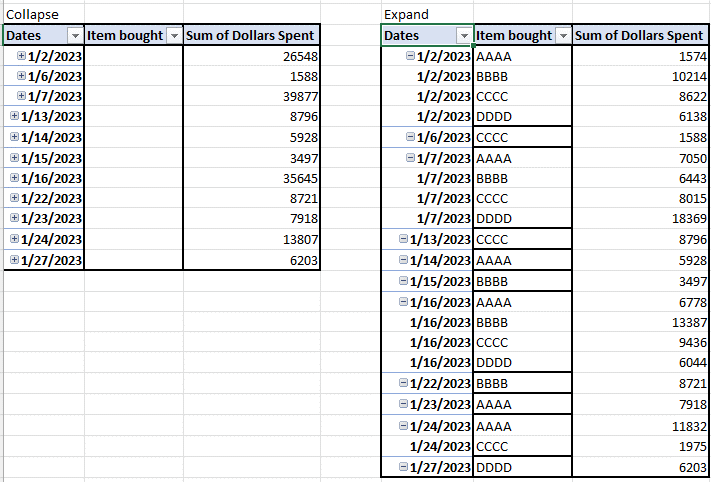 Collapse
Dates Item bought Sum of Dollars Spent
1/2/2023 26548
1/6/2023 1588
1/7/2023 39877
1/13/2023 8796
1/14/2023 5928
1/15/2023 3497
1/16/2023 35645
1/22/2023 8721
1/23/2023 7918
1/24/2023 13807
1/27/2023 6203
Expand
Dates Item bought Sum of Dollars Spent
1/2/2023 AAAA 1574
1/2/2023 BBBB 10214
1/2/2023 CCCC 8622
1/2/2023 DDDD 6138
1/6/2023 CCCC 1588
1/7/2023 AAAA 7050
1/7/2023 BBBB 6443
1/7/2023 CCCC 8015
1/7/2023 DDDD 18369
1/13/2023 CCCC 8796
1/14/2023 AAAA 5928
1/15/2023 BBBB 3497
1/16/2023 AAAA 6778
1/16/2023 BBBB 13387
1/16/2023 CCCC 9436
1/16/2023 DDDD 6044
1/22/2023 BBBB 8721
1/23/2023 AAAA 7918
1/24/2023 AAAA 11832
1/24/2023 CCCC 1975
1/27/2023 DDDD 6203